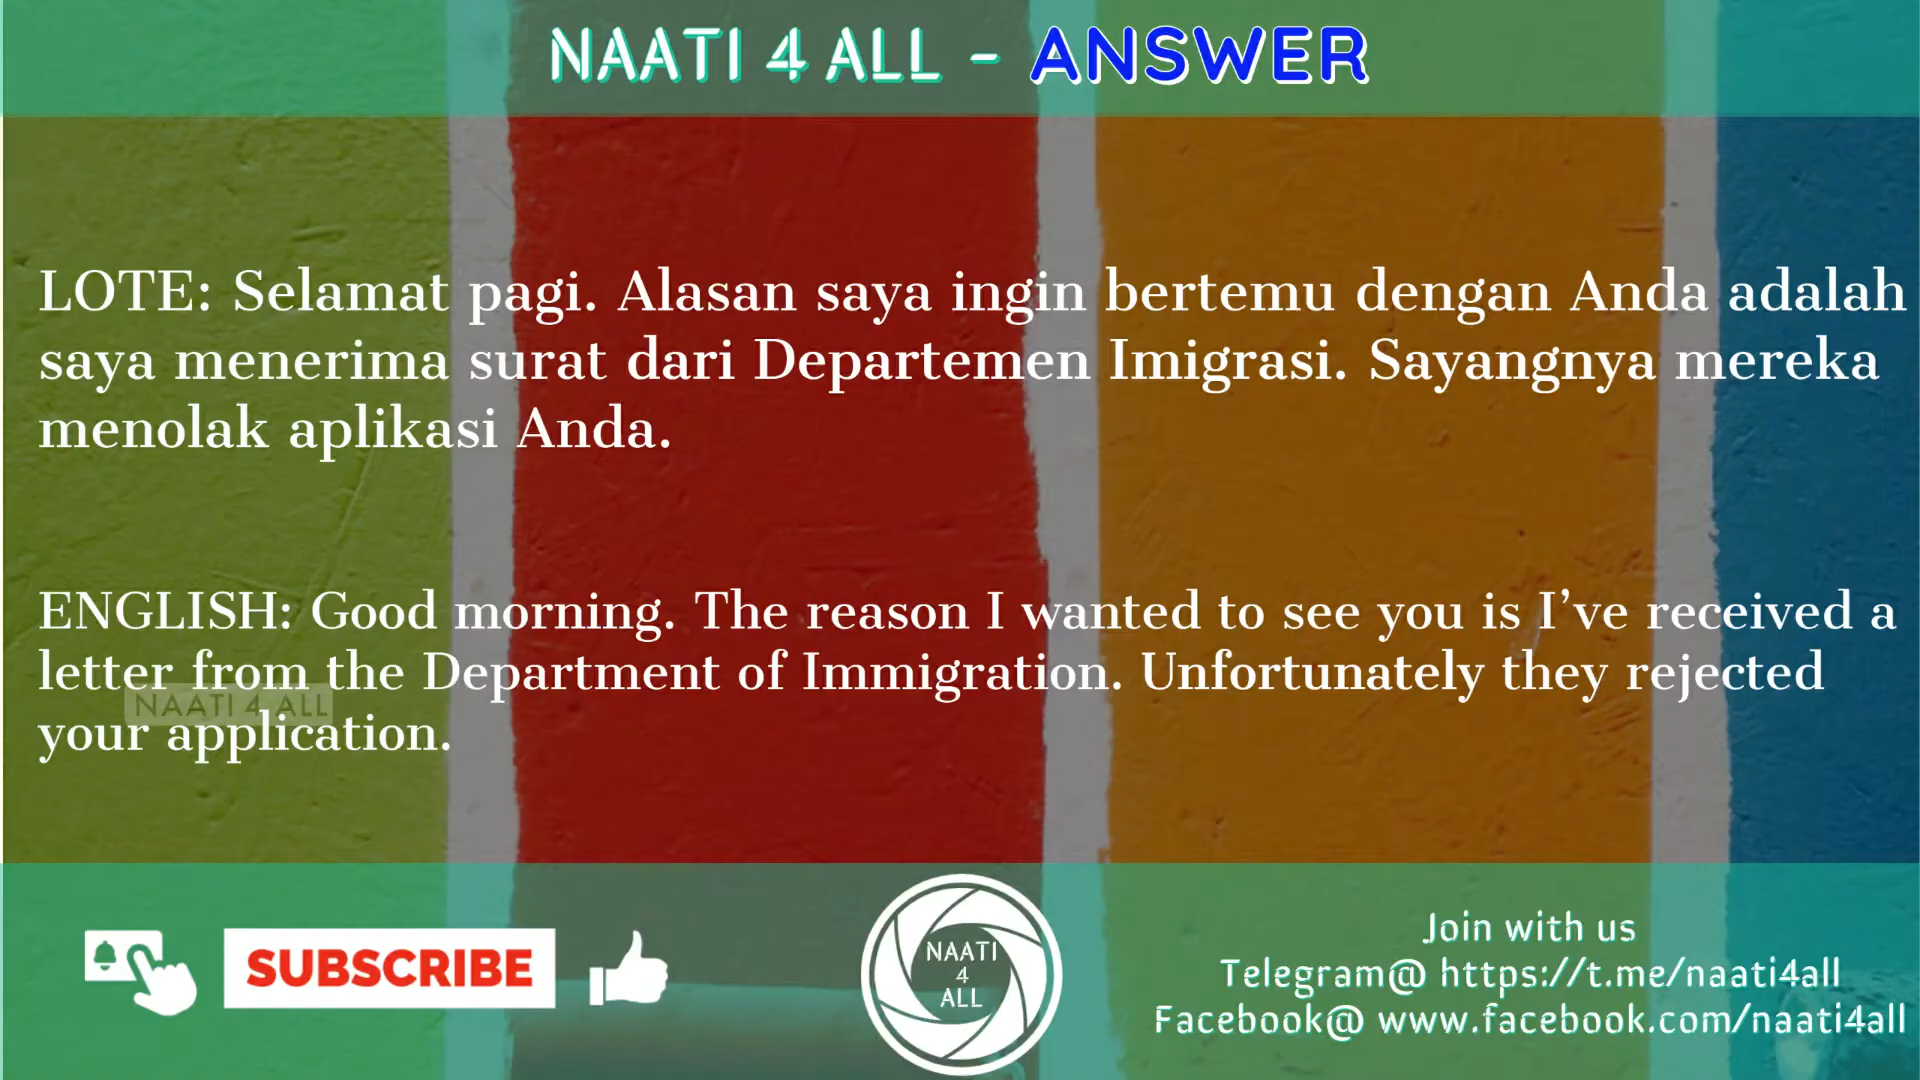 NAATI 4 ALL - ANSWER
LOTE: Selamat pagi. Alasan saya ingin bertemu dengan Anda adalah
saya menerima surat dari Departemen Imigrasi. Sayangnya mereka
menolak aplikasi Anda.
ENGLISH: Good morning. The reason I wanted to see you is I’ve received a
letter from the Department of Immigration. Unfortunately they rejected
NAATI 4 ALL
your application.
SUBSCRIBE
NAATI
4
ALL
Join with us
Telegram@ https://t.me/naati4all
Facebook@ www.facebook.com/naati4all